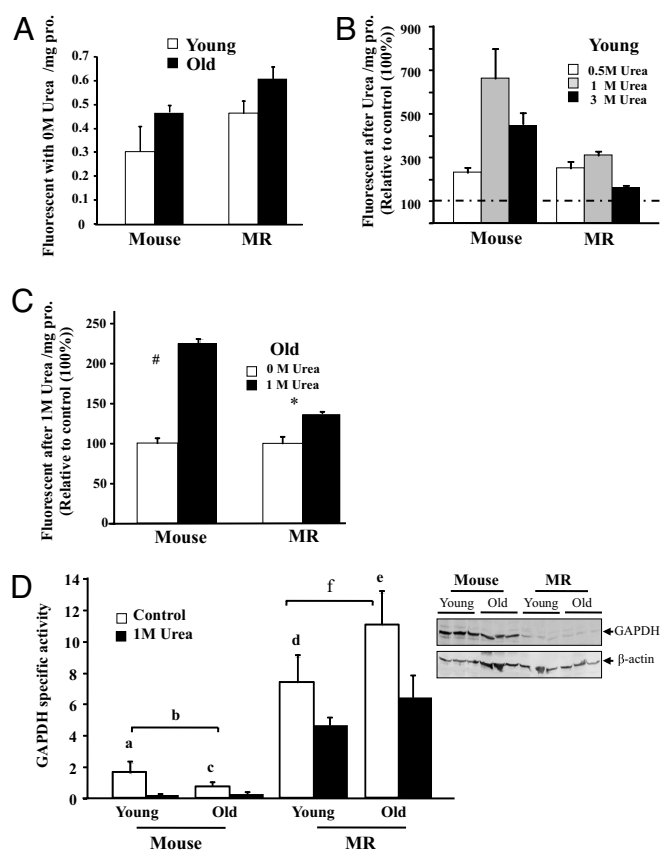 A
Fluorescent with 0M Urea /mg pro.
Young
Old
0.7
0.6
0.5
0.4
0.3
0.2
0.1
0
Mouse
MR
B
Fluorescent after Urea /mg pro.
(Relative to control (100%))
Young
0.5M Urea
1 M Urea
3 M Urea
900
700
500
300
100
Mouse
MR
C
Fluorescent after 1M Urea /mg pro.
(Relative to control (100%))
Old
0 M Urea
1 M Urea
250
200
150
100
50
0
#
*
Mouse
MR
D
GAPDH specific activity
Control
1M Urea
14
12
10
8
6
4
2
0
a
b
c
d
f
e
Young
Old
Young
Old
Mouse
MR
Mouse
MR
Young
Old
Young
Old
GAPDH
β-actin